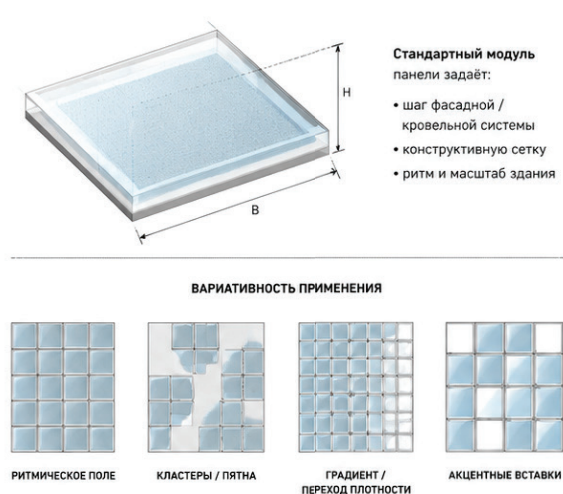 Стандартный модуль
панели задаёт:
• шаг фасадной /
кровельной системы
• конструктивную сетку
• ритм и масштаб здания
H
B
ВАРИАТИВНОСТЬ ПРИМЕНЕНИЯ
РИТМИЧЕСКОЕ ПОЛЕ
КЛАСТЕРЫ / ПЯТНА
ГРАДИЕНТ /
ПЕРЕХОД ПЛОТНОСТИ
АКЦЕНТНЫЕ ВСТАВКИ